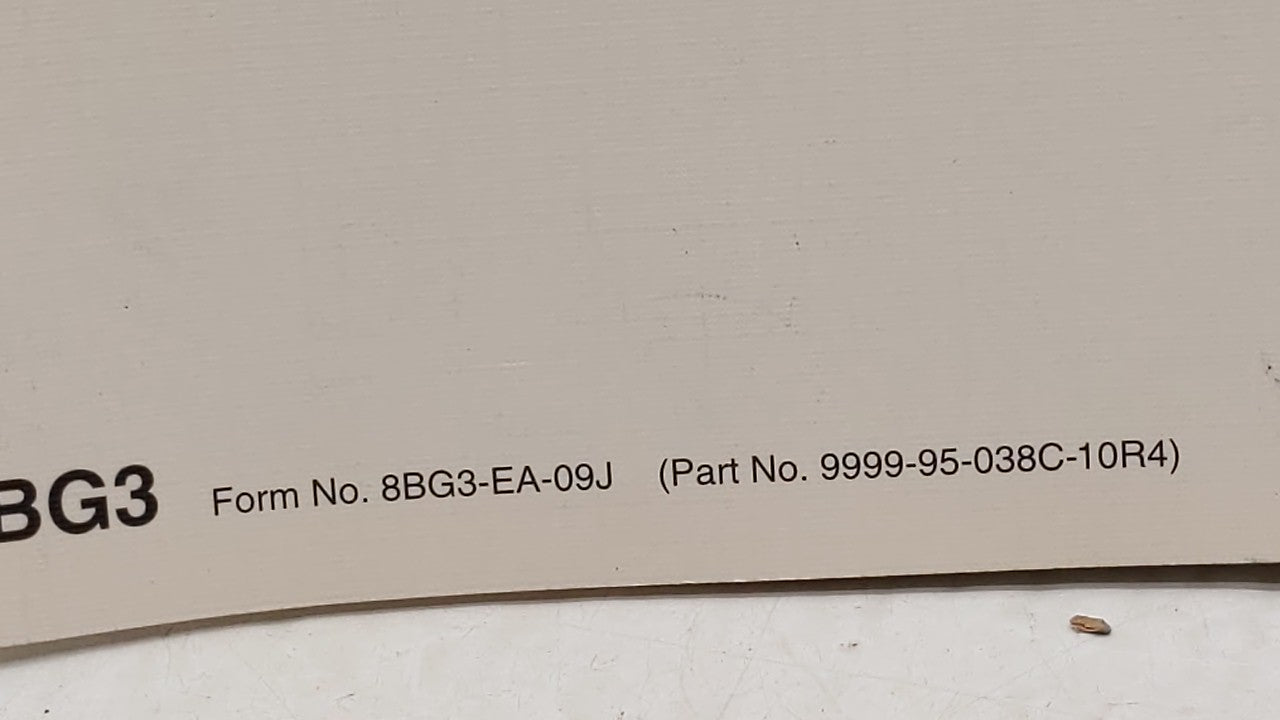 BG3 Form No. 8BG3-EA-09J (Part No. 9999-95-038C-10R4)